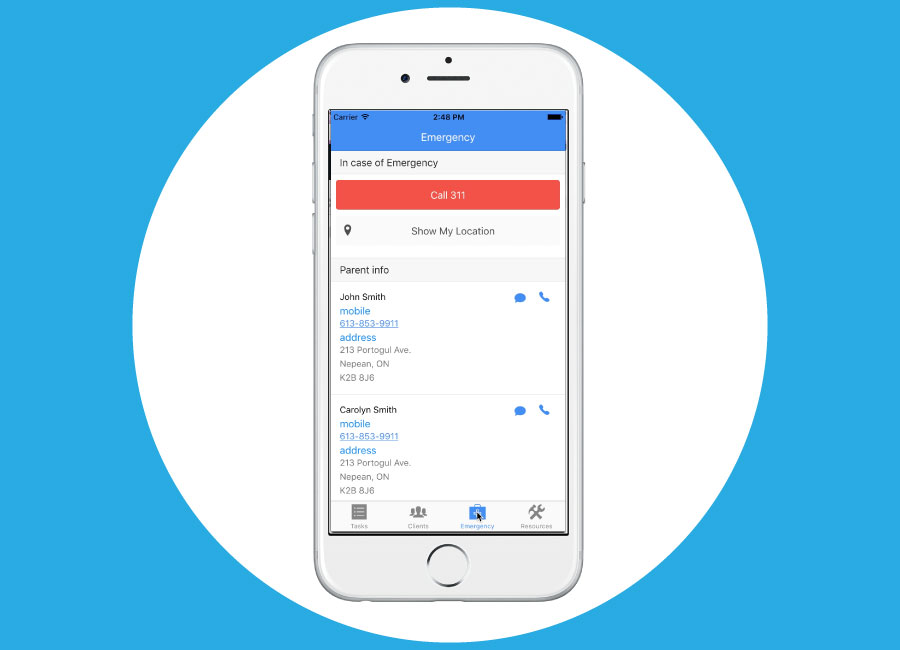 Carrier 2:48 PM
Emergency
In case of Emergency
Call 311
Show My Location
Parent info
John Smith
mobile
613-853-9911
address
213 Portogul Ave.
Nepean, ON
K2B 8J6
Carolyn Smith
mobile
613-853-9911
address
213 Portogul Ave.
Nepean, ON
K2B 8J6
Tasks Clients Emergency Resources